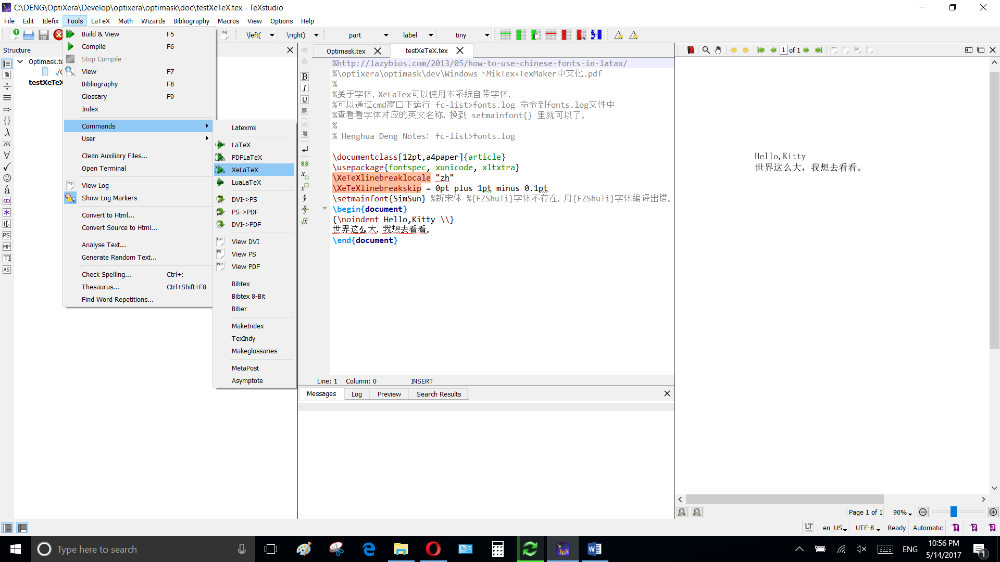 C:\DENG\OptiXera\Develop\optixera\optimask\doc\testXeTeX.tex - TeXstudio
File Edit Idefix Tools LaTeX Math Wizards Bibliography Macros View Options Help
log \left( \right) part label tiny
Structure
Optimask.te
testXeTeX
Build & View F5
Compile F6
Stop Compile
View F7
Bibliography F8
Glossary F9
Index
Commands
User
Clean Auxiliary Files...
Open Terminal
View Log
Show Log Markers
Convert to Html...
Convert Source to Html...
Analyse Text...
Generate Random Text...
Check Spelling... Ctrl+:
Thesaurus... Ctrl+Shift+F8
Find Word Repetitions...
Latexmk
LaTeX
PDFLaTeX
XeLaTeX
LuaLaTeX
DVI->PS
PS->PDF
DVI->PDF
View DVI
View PS
View PDF
Bibtex
Bibtex 8-Bit
Biber
MakeIndex
TexIndy
Makeglossaries
MetaPost
Asymptote
Optimask.tex testXeTeX.tex
%http://lazybios.com/2013/05/how-to-use-chinese-fonts-in-latax/
%\optixera\optimask\dev\Windows下MikTex+TexMaker中文化.pdf
%
%关于字体，XeLaTex可以使用本系统自带字体，
%可以通过cmd窗口下运行 fc-list>fonts.log 命令到fonts.log文件中
%查看看字体对应的英文名称，换到 setmainfont{} 里就可以了。
%
% Henghua Deng Notes: fc-list>fonts.log
\documentclass[12pt,a4paper]{article}
\usepackage{fontspec, xunicode, xltxtra}
\XeTeXlinebreaklocale "zh"
\XeTeXlinebreakskip = 0pt plus 1pt minus 0.1pt
\setmainfont{SimSun} %新宋体 %{FZShuTi}字体不存在，用{FZShuTi}字体编译出错。
\begin{document}
{\noindent Hello,Kitty \\}
世界这么大，我想去看看。
\end{document}
Line: 1 Column: 0 INSERT
Messages Log Preview Search Results
1 of 1
Hello,Kitty
世界这么大，我想去看看。
Page 1 of 1 90%
LT en_US UTF-8 Ready Automatic 1 2 3
Type here to search
ENG
10:56 PM
5/14/2017
1